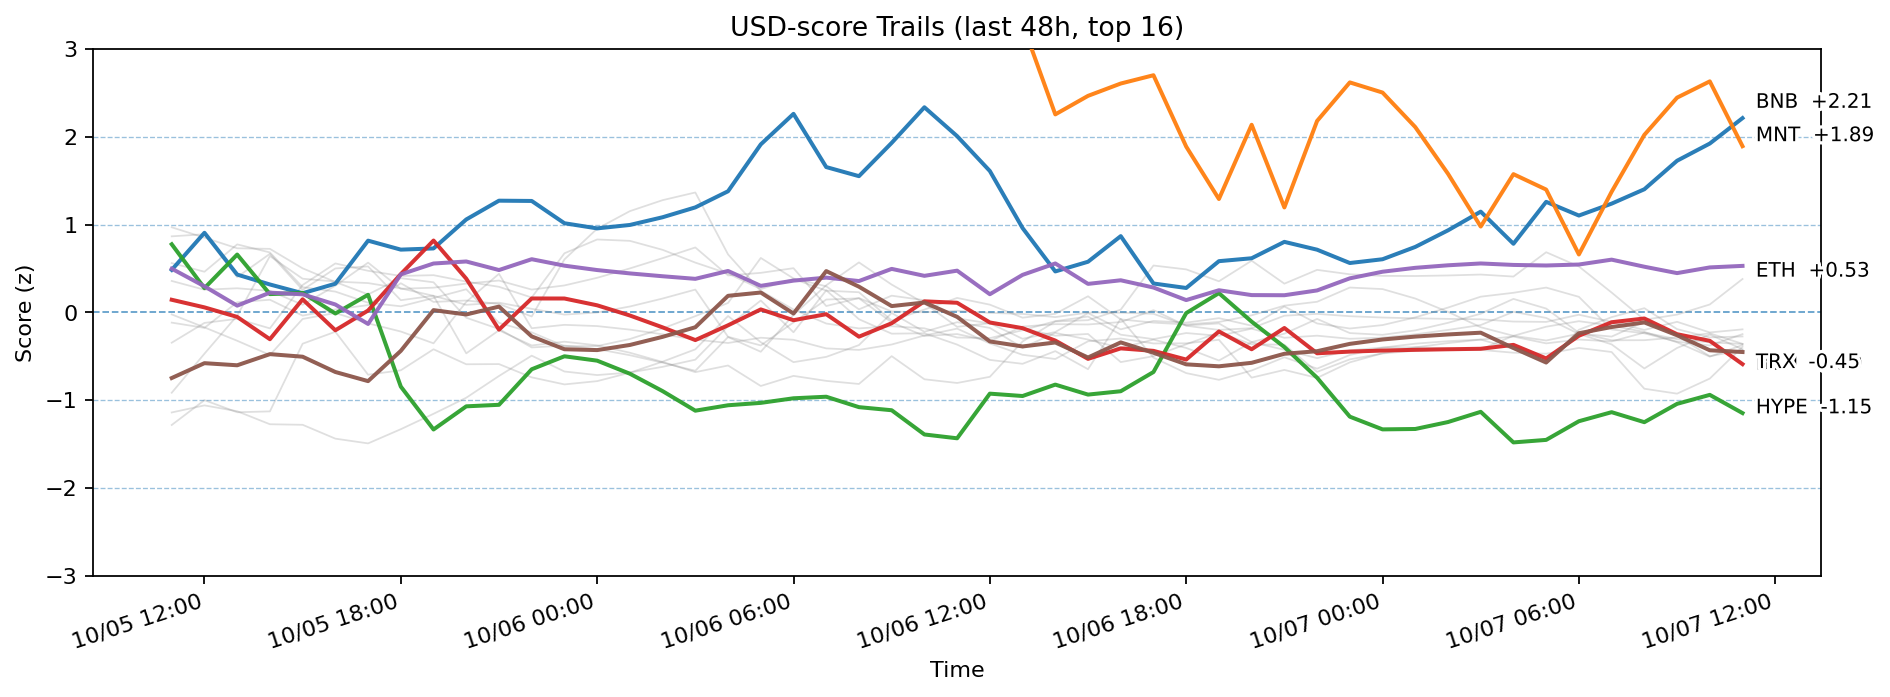 USD-score Trails (last 48h, top 16)
3
2
1
0
−1
−2
−3
Score (z)
BNB +2.21
MNT +1.89
ETH +0.53
TRX -0.45
HYPE -1.15
10/05 12:00
10/05 18:00
10/06 00:00
10/06 06:00
10/06 12:00
10/06 18:00
10/07 00:00
10/07 06:00
10/07 12:00
Time